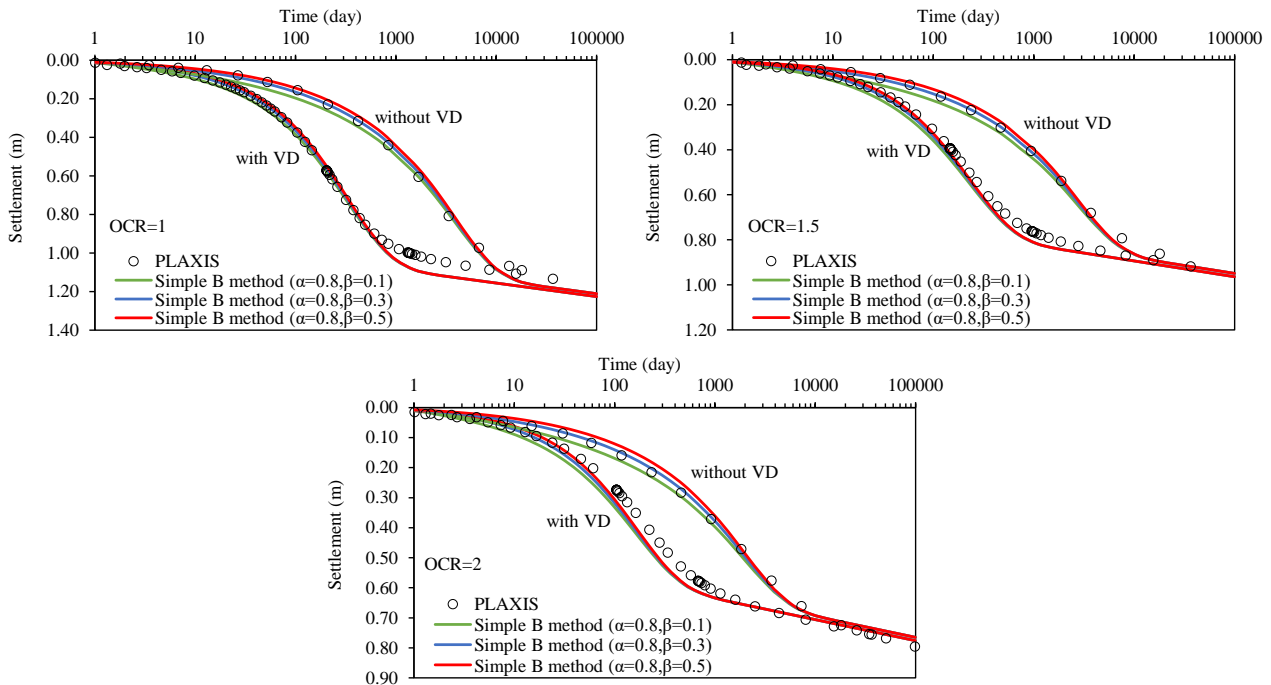 Time (day)
1 10 100 1000 10000 100000
0.00
0.20
0.40
0.60
0.80
1.00
1.20
1.40
Settlement (m)
without VD
with VD
OCR=1
PLAXIS
Simple B method (α=0.8,β=0.1)
Simple B method (α=0.8,β=0.3)
Simple B method (α=0.8,β=0.5)
Time (day)
1 10 100 1000 10000 100000
0.00
0.20
0.40
0.60
0.80
1.00
1.20
Settlement (m)
without VD
with VD
OCR=1.5
PLAXIS
Simple B method (α=0.8,β=0.1)
Simple B method (α=0.8,β=0.3)
Simple B method (α=0.8,β=0.5)
Time (day)
1 10 100 1000 10000 100000
0.00
0.10
0.20
0.30
0.40
0.50
0.60
0.70
0.80
0.90
Settlement (m)
without VD
with VD
OCR=2
PLAXIS
Simple B method (α=0.8,β=0.1)
Simple B method (α=0.8,β=0.3)
Simple B method (α=0.8,β=0.5)